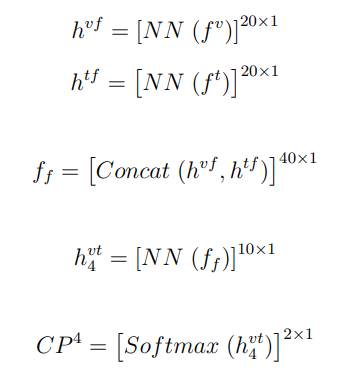 h^{vf} = [NN (f^v)]^{20×1}
h^{tf} = [NN (f^t)]^{20×1}
f_f = [Concat (h^{vf}, h^{tf})]^{40×1}
h_4^{vt} = [NN (f_f)]^{10×1}
CP^4 = [Softmax (h_4^{vt})]^{2×1}